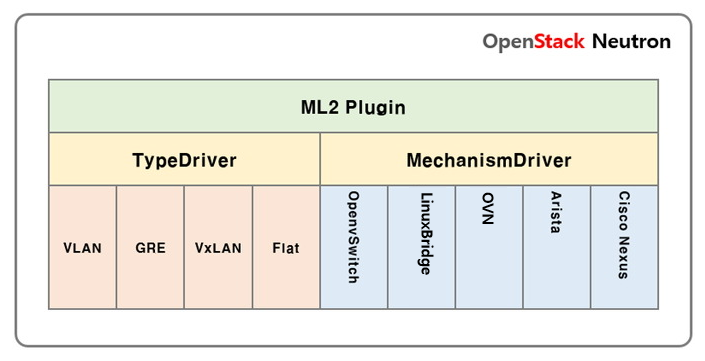 OpenStack Neutron
ML2 Plugin
TypeDriver
MechanismDriver
VLAN
GRE
VxLAN
Flat
OpenvSwitch
LinuxBridge
OVN
Arista
Cisco Nexus